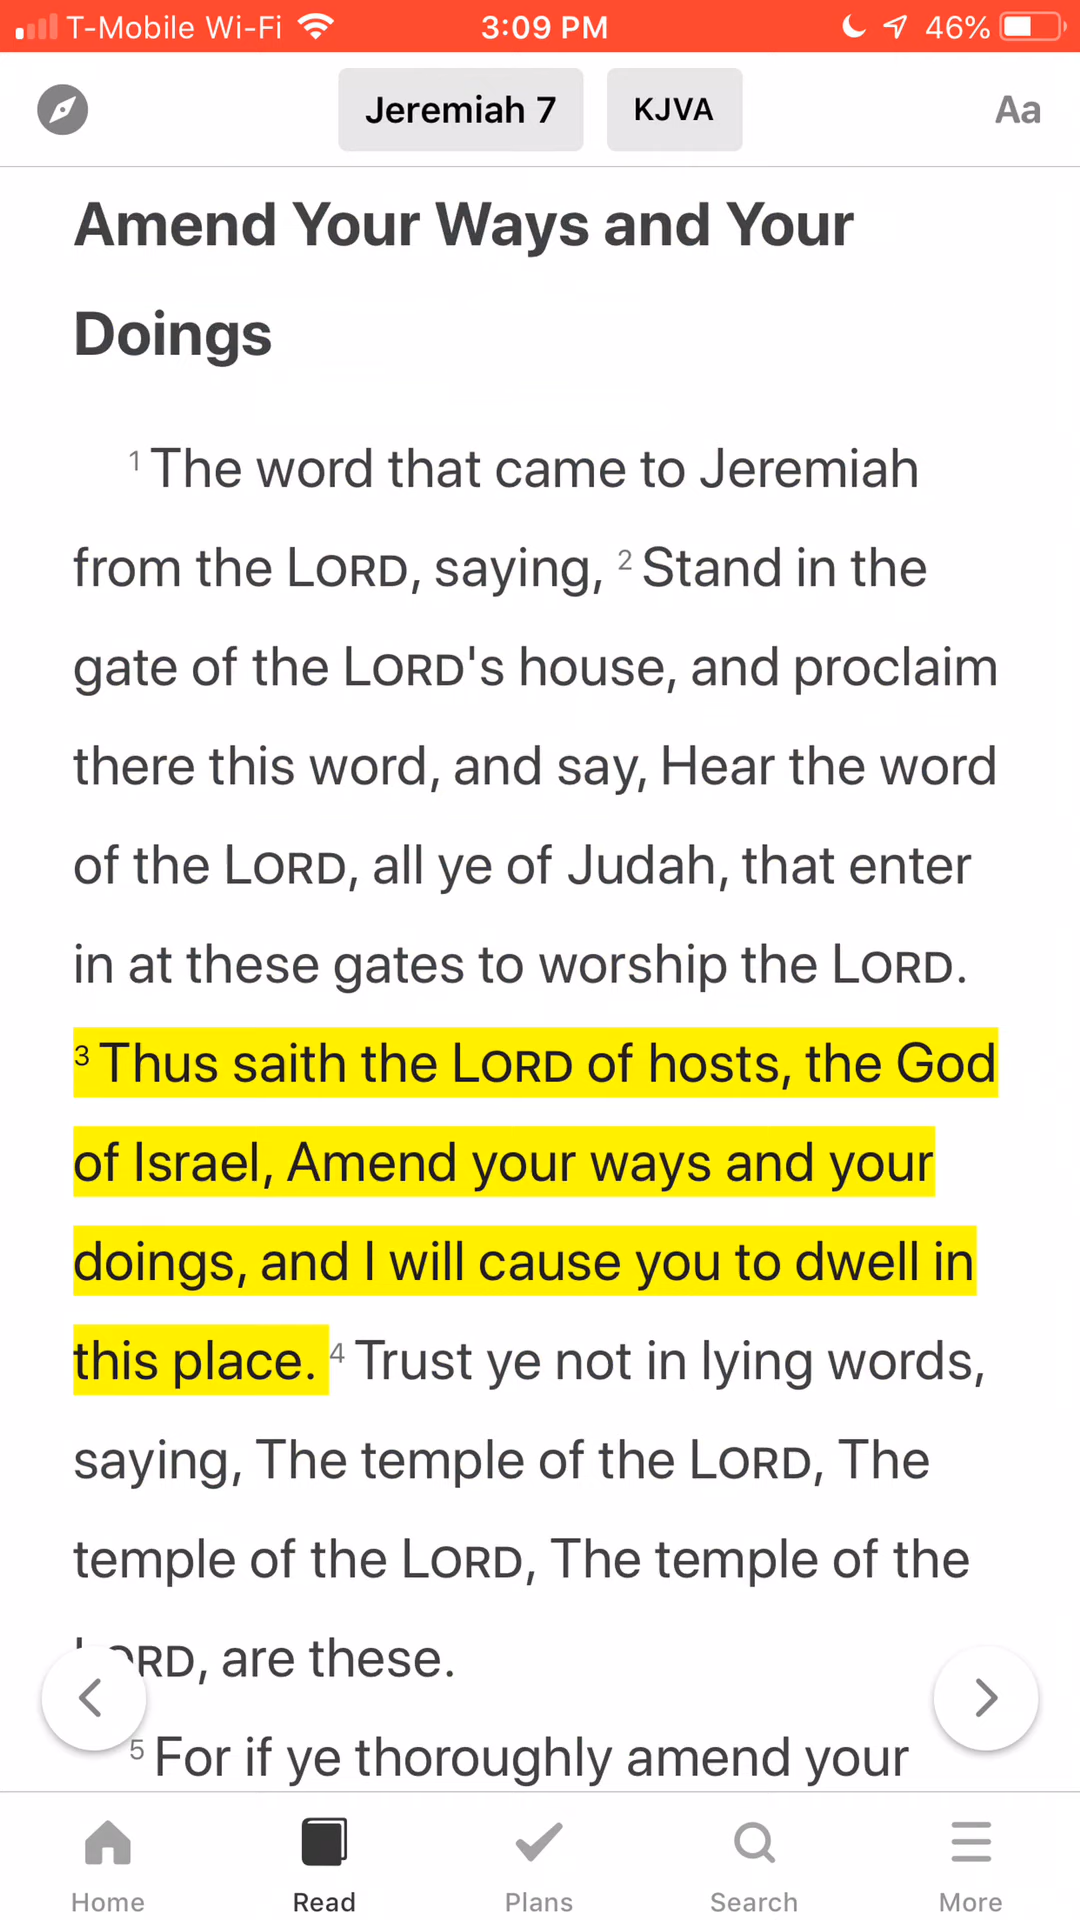 T-Mobile Wi-Fi 3:09 PM 46%
Jeremiah 7 KJVA Aa
Amend Your Ways and Your
Doings
1 The word that came to Jeremiah
from the LORD, saying, 2 Stand in the
gate of the LORD's house, and proclaim
there this word, and say, Hear the word
of the LORD, all ye of Judah, that enter
in at these gates to worship the LORD.
3 Thus saith the LORD of hosts, the God
of Israel, Amend your ways and your
doings, and I will cause you to dwell in
this place. 4 Trust ye not in lying words,
saying, The temple of the LORD, The
temple of the LORD, The temple of the
LORD, are these.
5 For if ye thoroughly amend your
Home Read Plans Search More